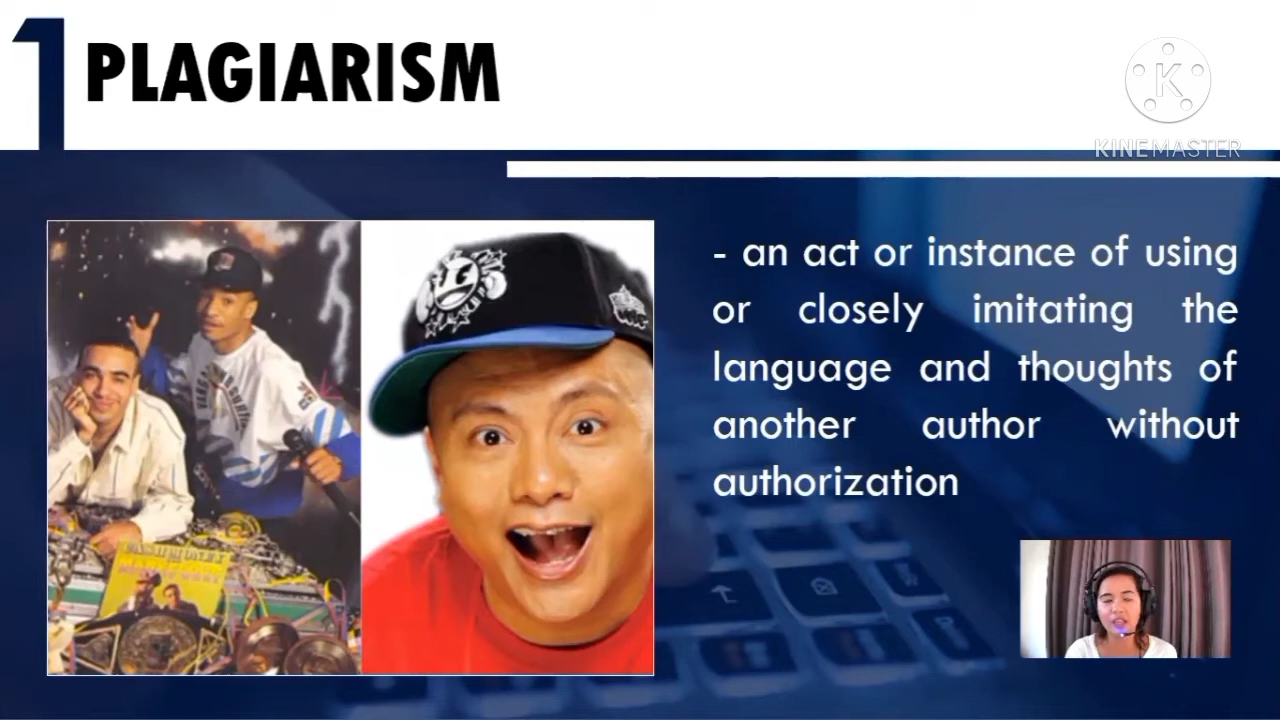 1 PLAGIARISM
K
KINEMASTER
- an act or instance of using
or closely imitating the
language and thoughts of
another author without
authorization